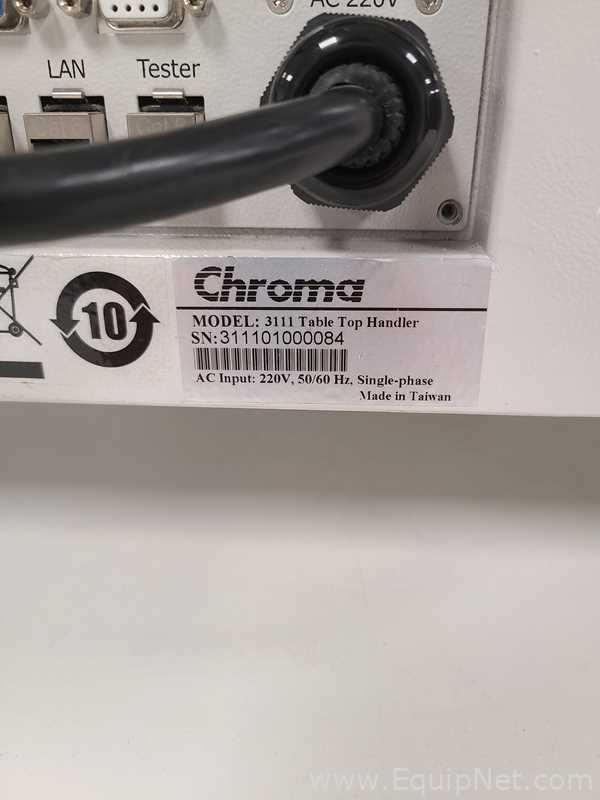 AC 220V
LAN Tester
Chroma
10
MODEL: 3111 Table Top Handler
SN:311101000084
AC Input: 220V, 50/60 Hz, Single-phase
Made in Taiwan
www.EquipNet.com